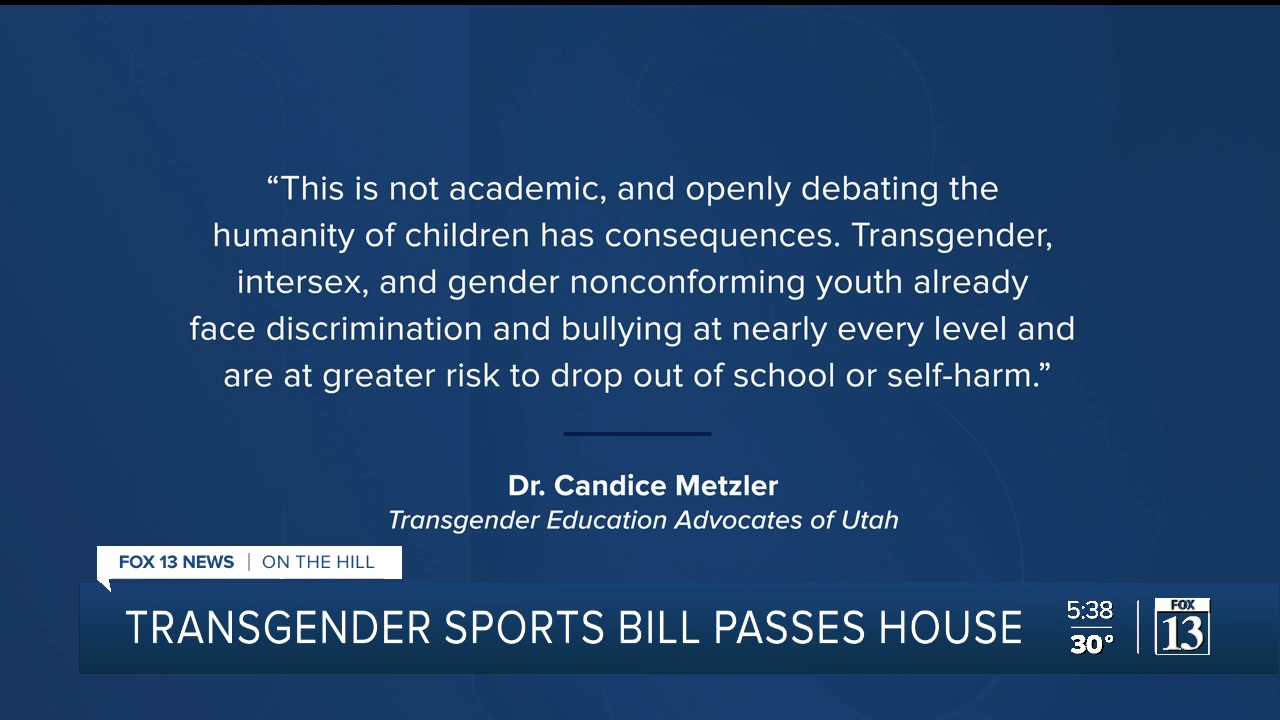 “This is not academic, and openly debating the
humanity of children has consequences. Transgender,
intersex, and gender nonconforming youth already
face discrimination and bullying at nearly every level and
are at greater risk to drop out of school or self-harm.”
Dr. Candice Metzler
Transgender Education Advocates of Utah
FOX 13 NEWS | ON THE HILL
TRANSGENDER SPORTS BILL PASSES HOUSE
5:38
30°
FOX
13